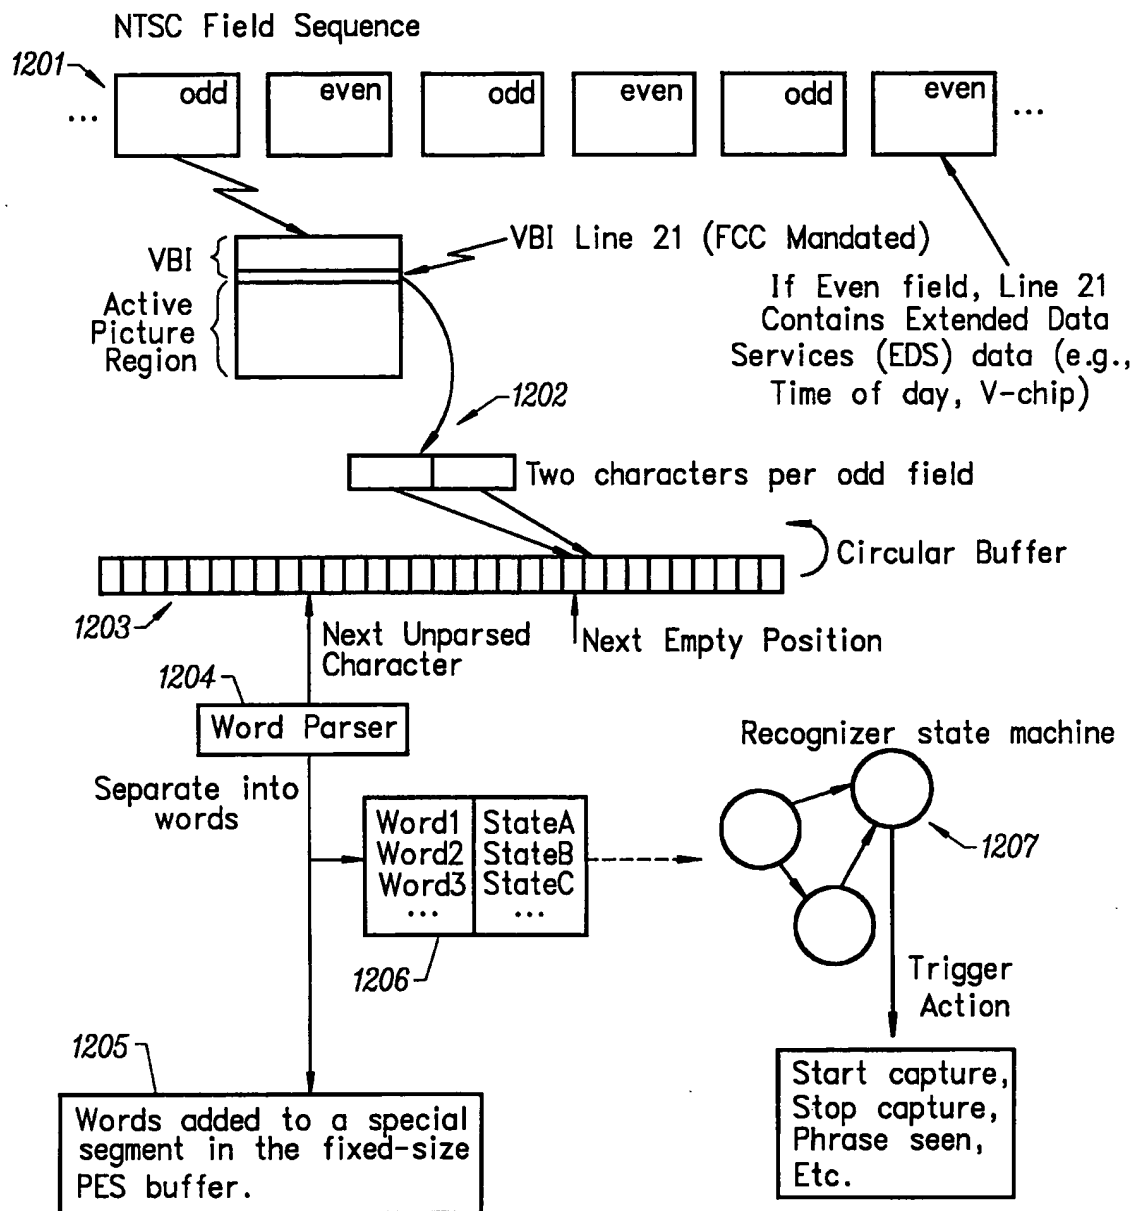 NTSC Field Sequence
1201
odd even odd even odd even
... ...
VBI
VBI Line 21 (FCC Mandated)
Active
Picture
Region
If Even field, Line 21
Contains Extended Data
Services (EDS) data (e.g.,
Time of day, V-chip)
1202
Two characters per odd field
Circular Buffer
1203
Next Unparsed
Character
Next Empty Position
1204
Word Parser
Separate into
words
Recognizer state machine
Word1 StateA
Word2 StateB
Word3 StateC
... ...
1206
1207
Trigger
Action
1205
Words added to a special
segment in the fixed-size
PES buffer.
Start capture,
Stop capture,
Phrase seen,
Etc.